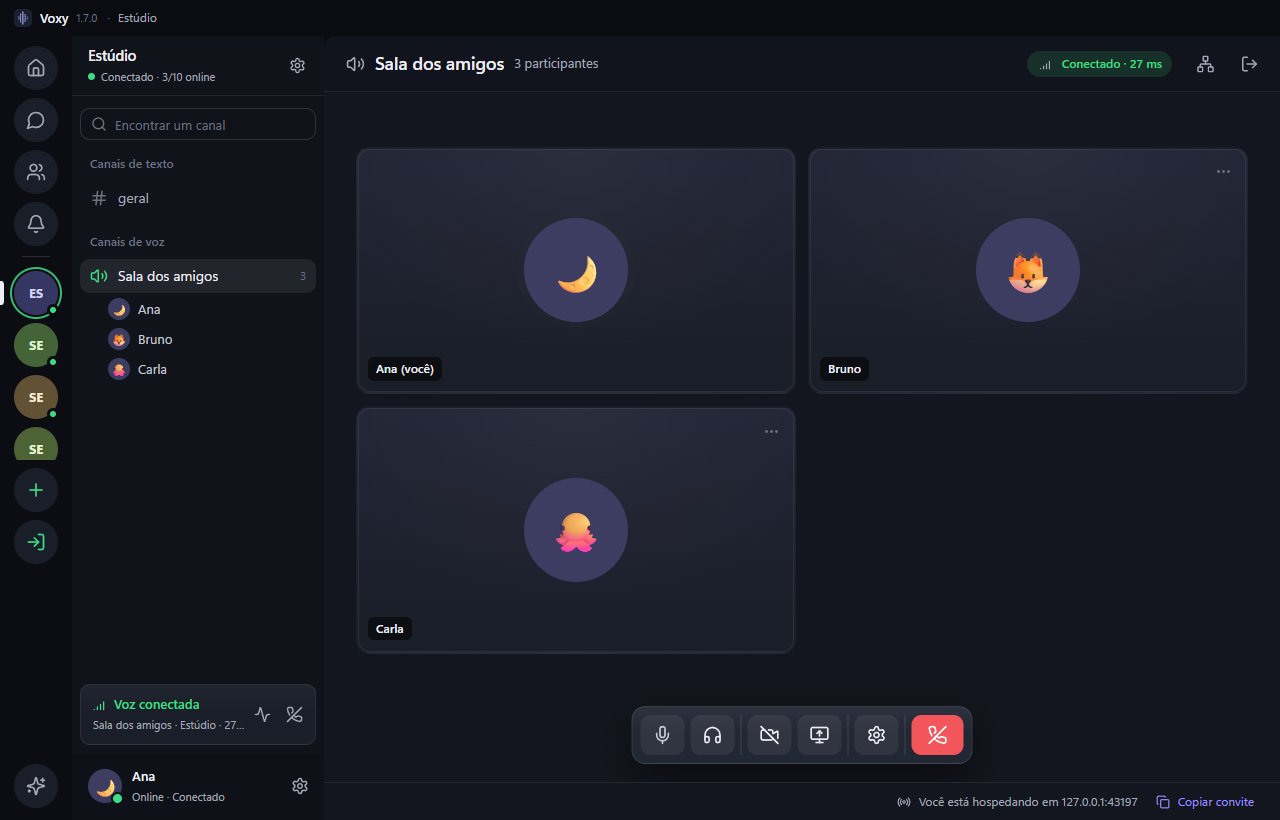 Voxy 1.7.0 · Estúdio
Estúdio
Conectado · 3/10 online
Encontrar um canal
Canais de texto
geral
Canais de voz
Sala dos amigos 3
Ana
Bruno
Carla
ES
SE
SE
SE
Voz conectada
Sala dos amigos · Estúdio · 27...
Ana
Online · Conectado
Sala dos amigos 3 participantes
Conectado · 27 ms
Ana (você)
Bruno
Carla
Você está hospedando em 127.0.0.1:43197
Copiar convite